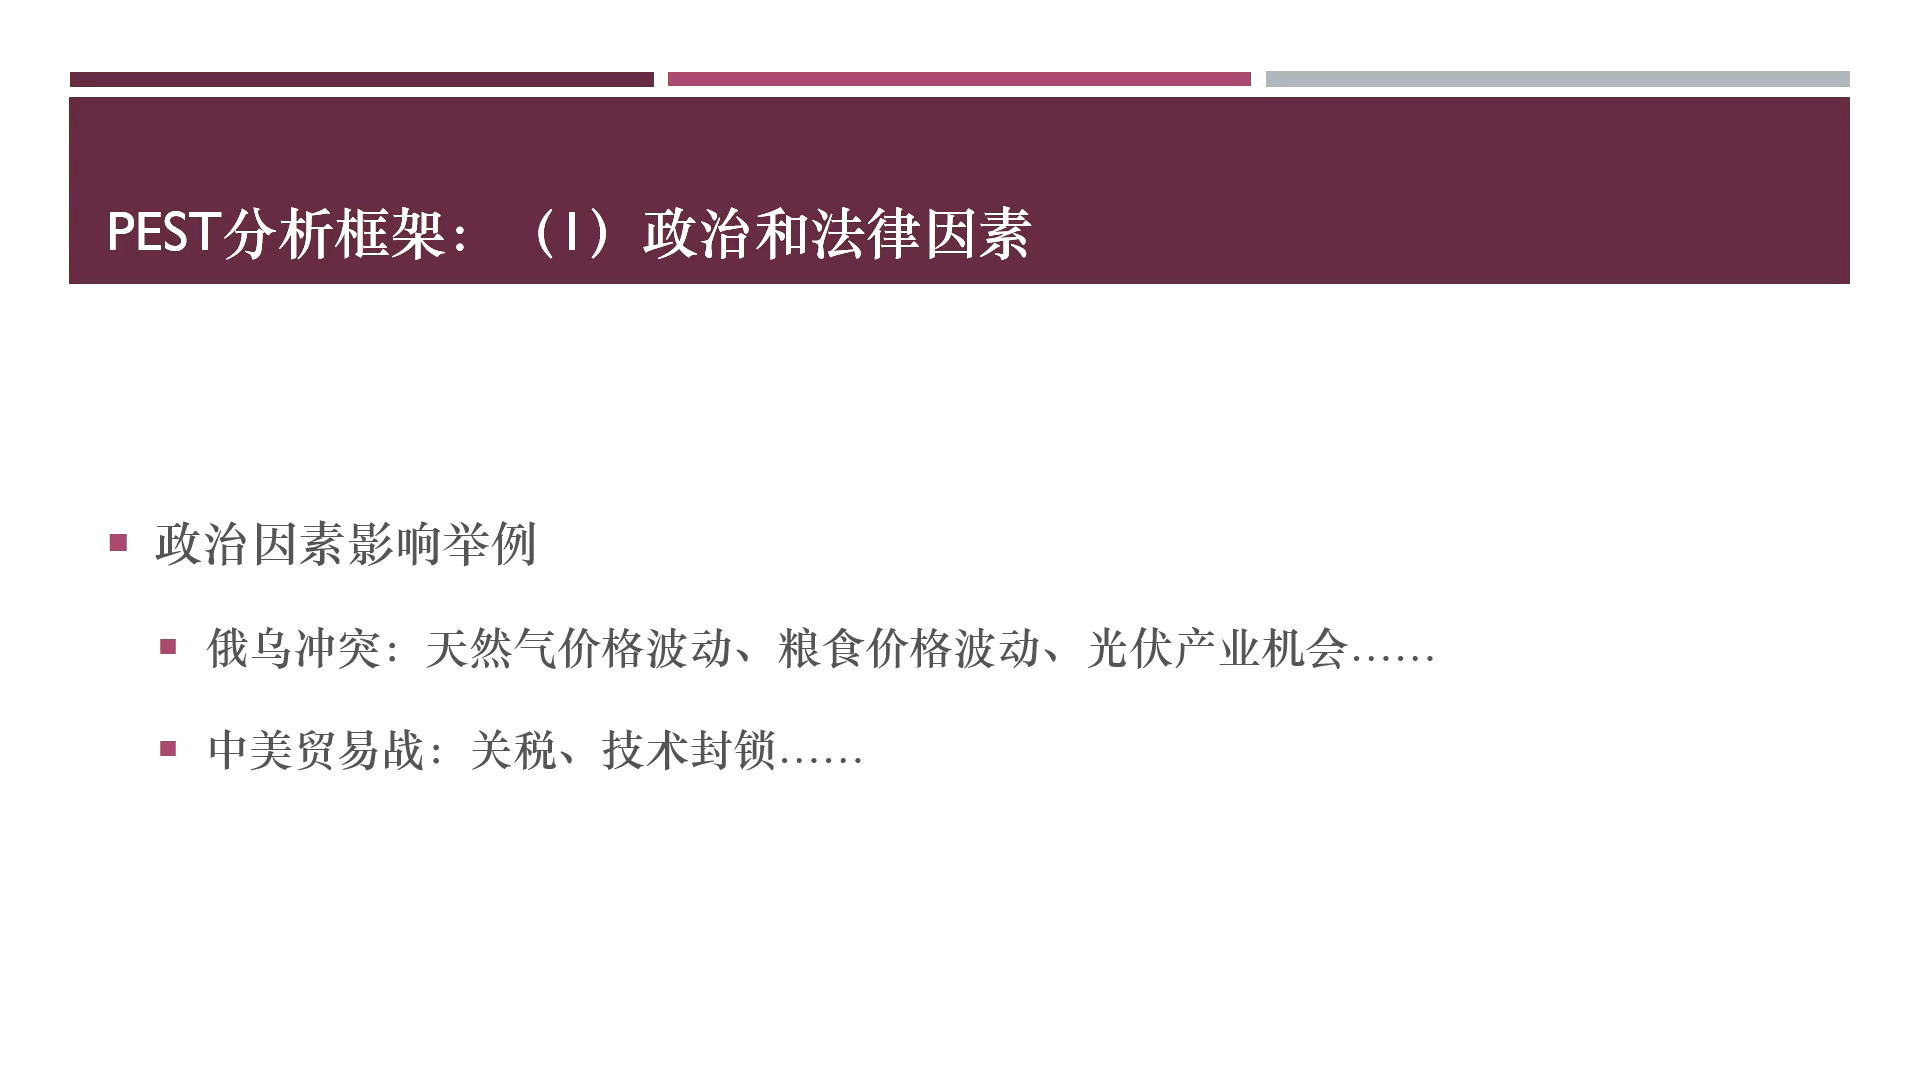 PEST分析框架：（1）政治和法律因素
政治因素影响举例
俄乌冲突：天然气价格波动、粮食价格波动、光伏产业机会……
中美贸易战：关税、技术封锁……